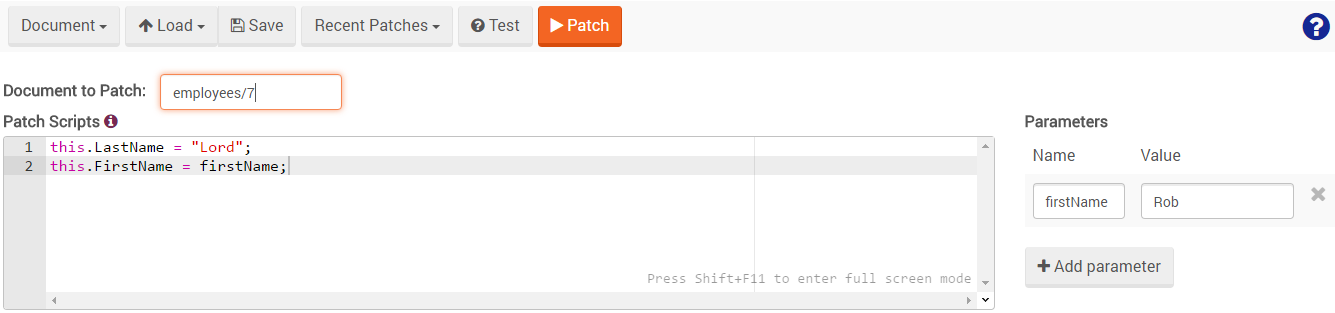 Document Load Save Recent Patches ? Test Patch ?
Document to Patch: employees/7
Patch Scripts i
Parameters
1 this.LastName = "Lord";
2 this.FirstName = firstName;
Name Value
firstName Rob
Press Shift+F11 to enter full screen mode
Add parameter